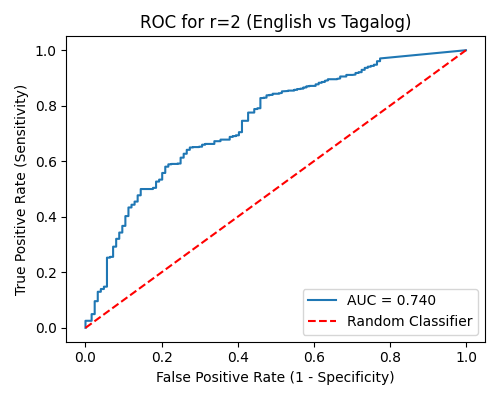 ROC for r=2 (English vs Tagalog)
True Positive Rate (Sensitivity)
1.0
0.8
0.6
0.4
0.2
0.0
AUC = 0.740
Random Classifier
0.0 0.2 0.4 0.6 0.8 1.0
False Positive Rate (1 - Specificity)